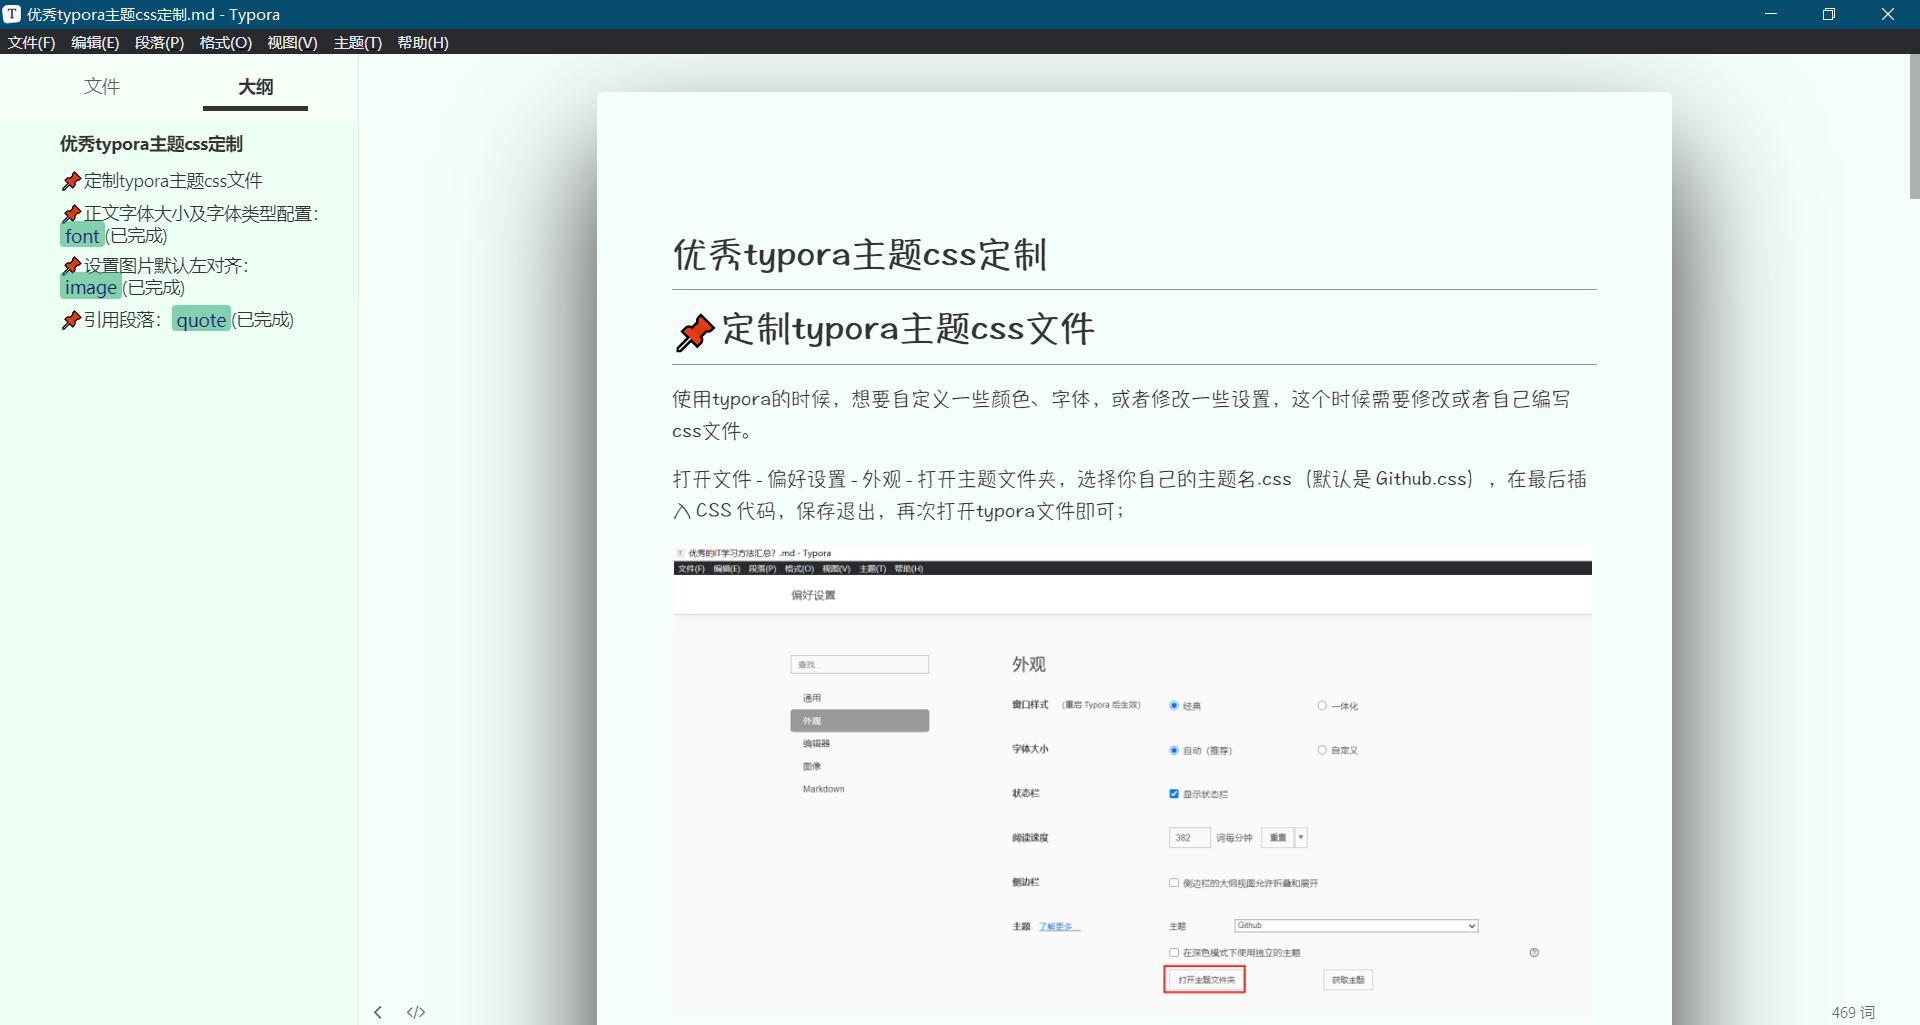 优秀typora主题css定制.md - Typora
文件(F) 编辑(E) 段落(P) 格式(O) 视图(V) 主题(T) 帮助(H)
文件 大纲
优秀typora主题css定制
定制typora主题css文件
正文字体大小及字体类型配置：
font (已完成)
设置图片默认左对齐：
image (已完成)
引用段落： quote (已完成)
优秀typora主题css定制
定制typora主题css文件
使用typora的时候，想要自定义一些颜色、字体，或者修改一些设置，这个时候需要修改或者自己编写
css文件。
打开文件 - 偏好设置 - 外观 - 打开主题文件夹，选择你自己的主题名.css（默认是 Github.css），在最后插
入 CSS 代码，保存退出，再次打开typora文件即可；
T 优秀的IT学习方法汇总？.md - Typora
文件(F) 编辑(E) 段落(P) 格式(O) 视图(V) 主题(T) 帮助(H)
偏好设置
查找...
通用
外观
编辑器
图像
Markdown
外观
窗口样式 (重启 Typora 后生效) 经典 一体化
字体大小 自动（推荐） 自定义
状态栏 显示状态栏
阅读速度 382 词每分钟 重置
侧边栏 侧边栏的大纲视图允许折叠和展开
主题 了解更多... 主题 Github
在深色模式下使用独立的主题
打开主题文件夹 获取主题
</> 469 词